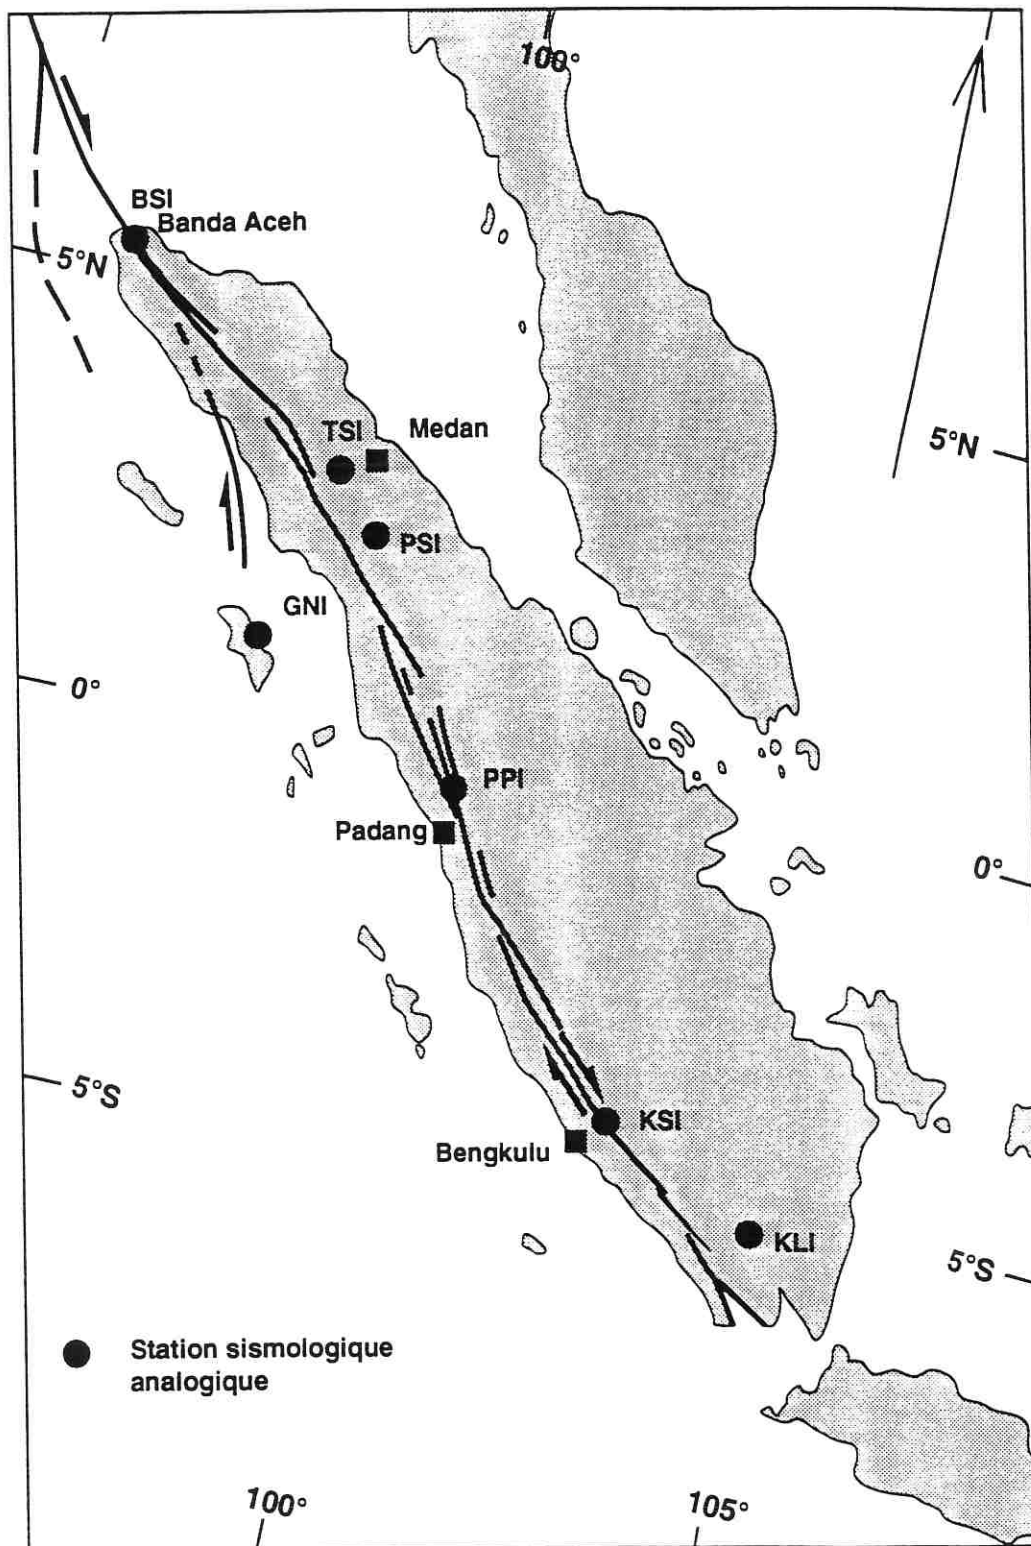 100°
BSI
Banda Aceh
5°N
TSI
Medan
5°N
PSI
GNI
0°
PPI
Padang
0°
5°S
KSI
Bengkulu
KLI
5°S
Station sismologique
analogique
100°
105°